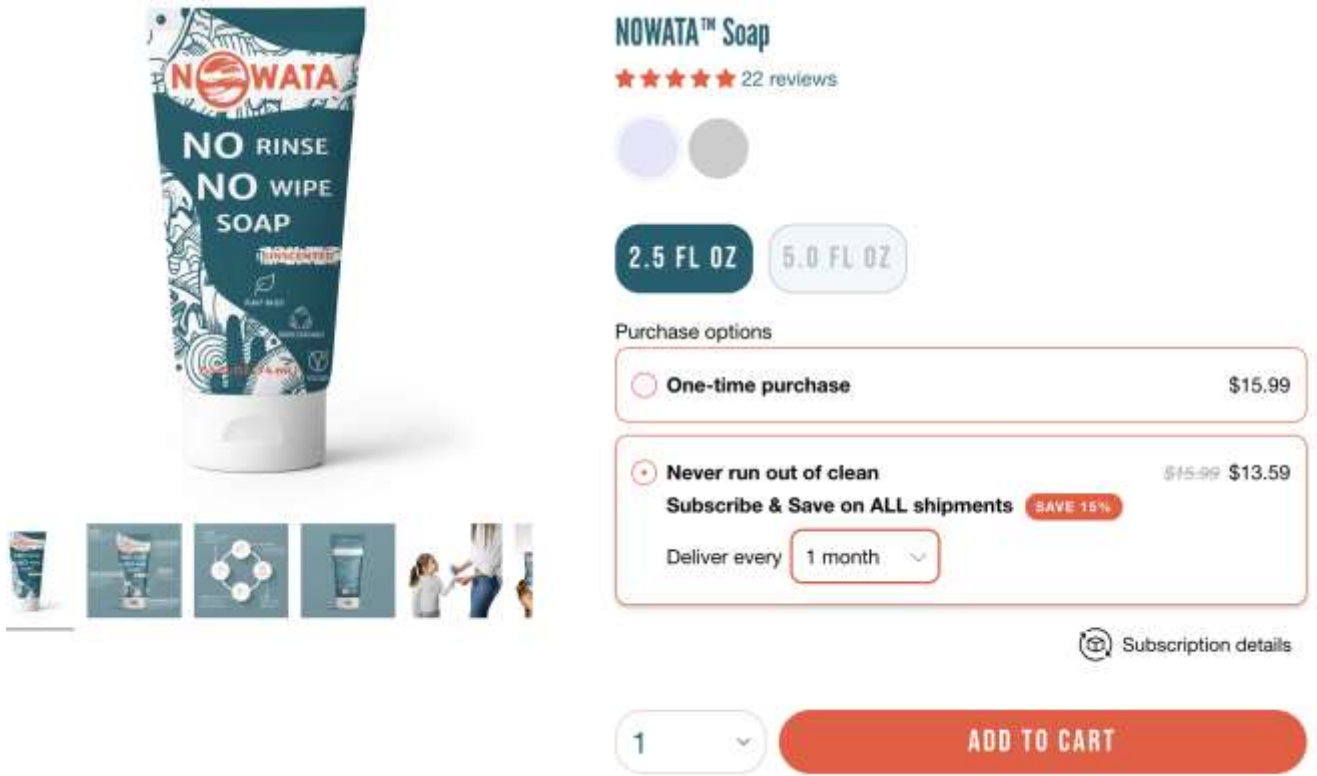 NOWATA
NO RINSE
NO WIPE
SOAP
UNSCENTED
PLANT BASED
NOWATA™ Soap
22 reviews
2.5 FL OZ
5.0 FL OZ
Purchase options
One-time purchase
$15.99
Never run out of clean
$15.99 $13.59
Subscribe & Save on ALL shipments
SAVE 15%
Deliver every
1 month
Subscription details
1
ADD TO CART